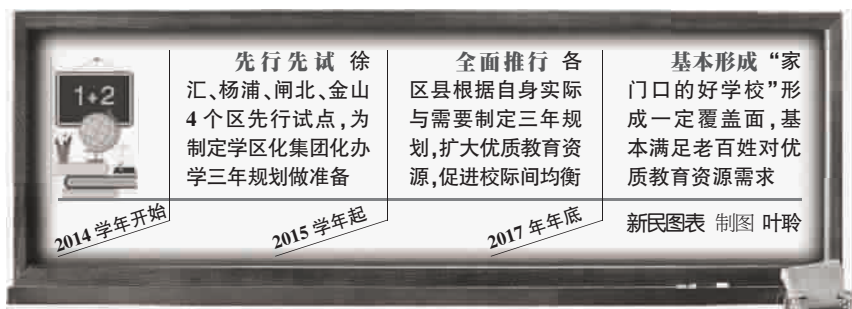 1+2
先行先试 徐
汇、杨浦、闸北、金山
4个区先行试点,为
制定学区化集团化办
学三年规划做准备
全面推行 各
区县根据自身实际
与需要制定三年规
划,扩大优质教育资
源,促进校际间均衡
基本形成 “家
门口的好学校”形
成一定覆盖面,基
本满足老百姓对优
质教育资源需求
2014学年开始
2015学年起
2017年年底
新民图表 制图 叶聆